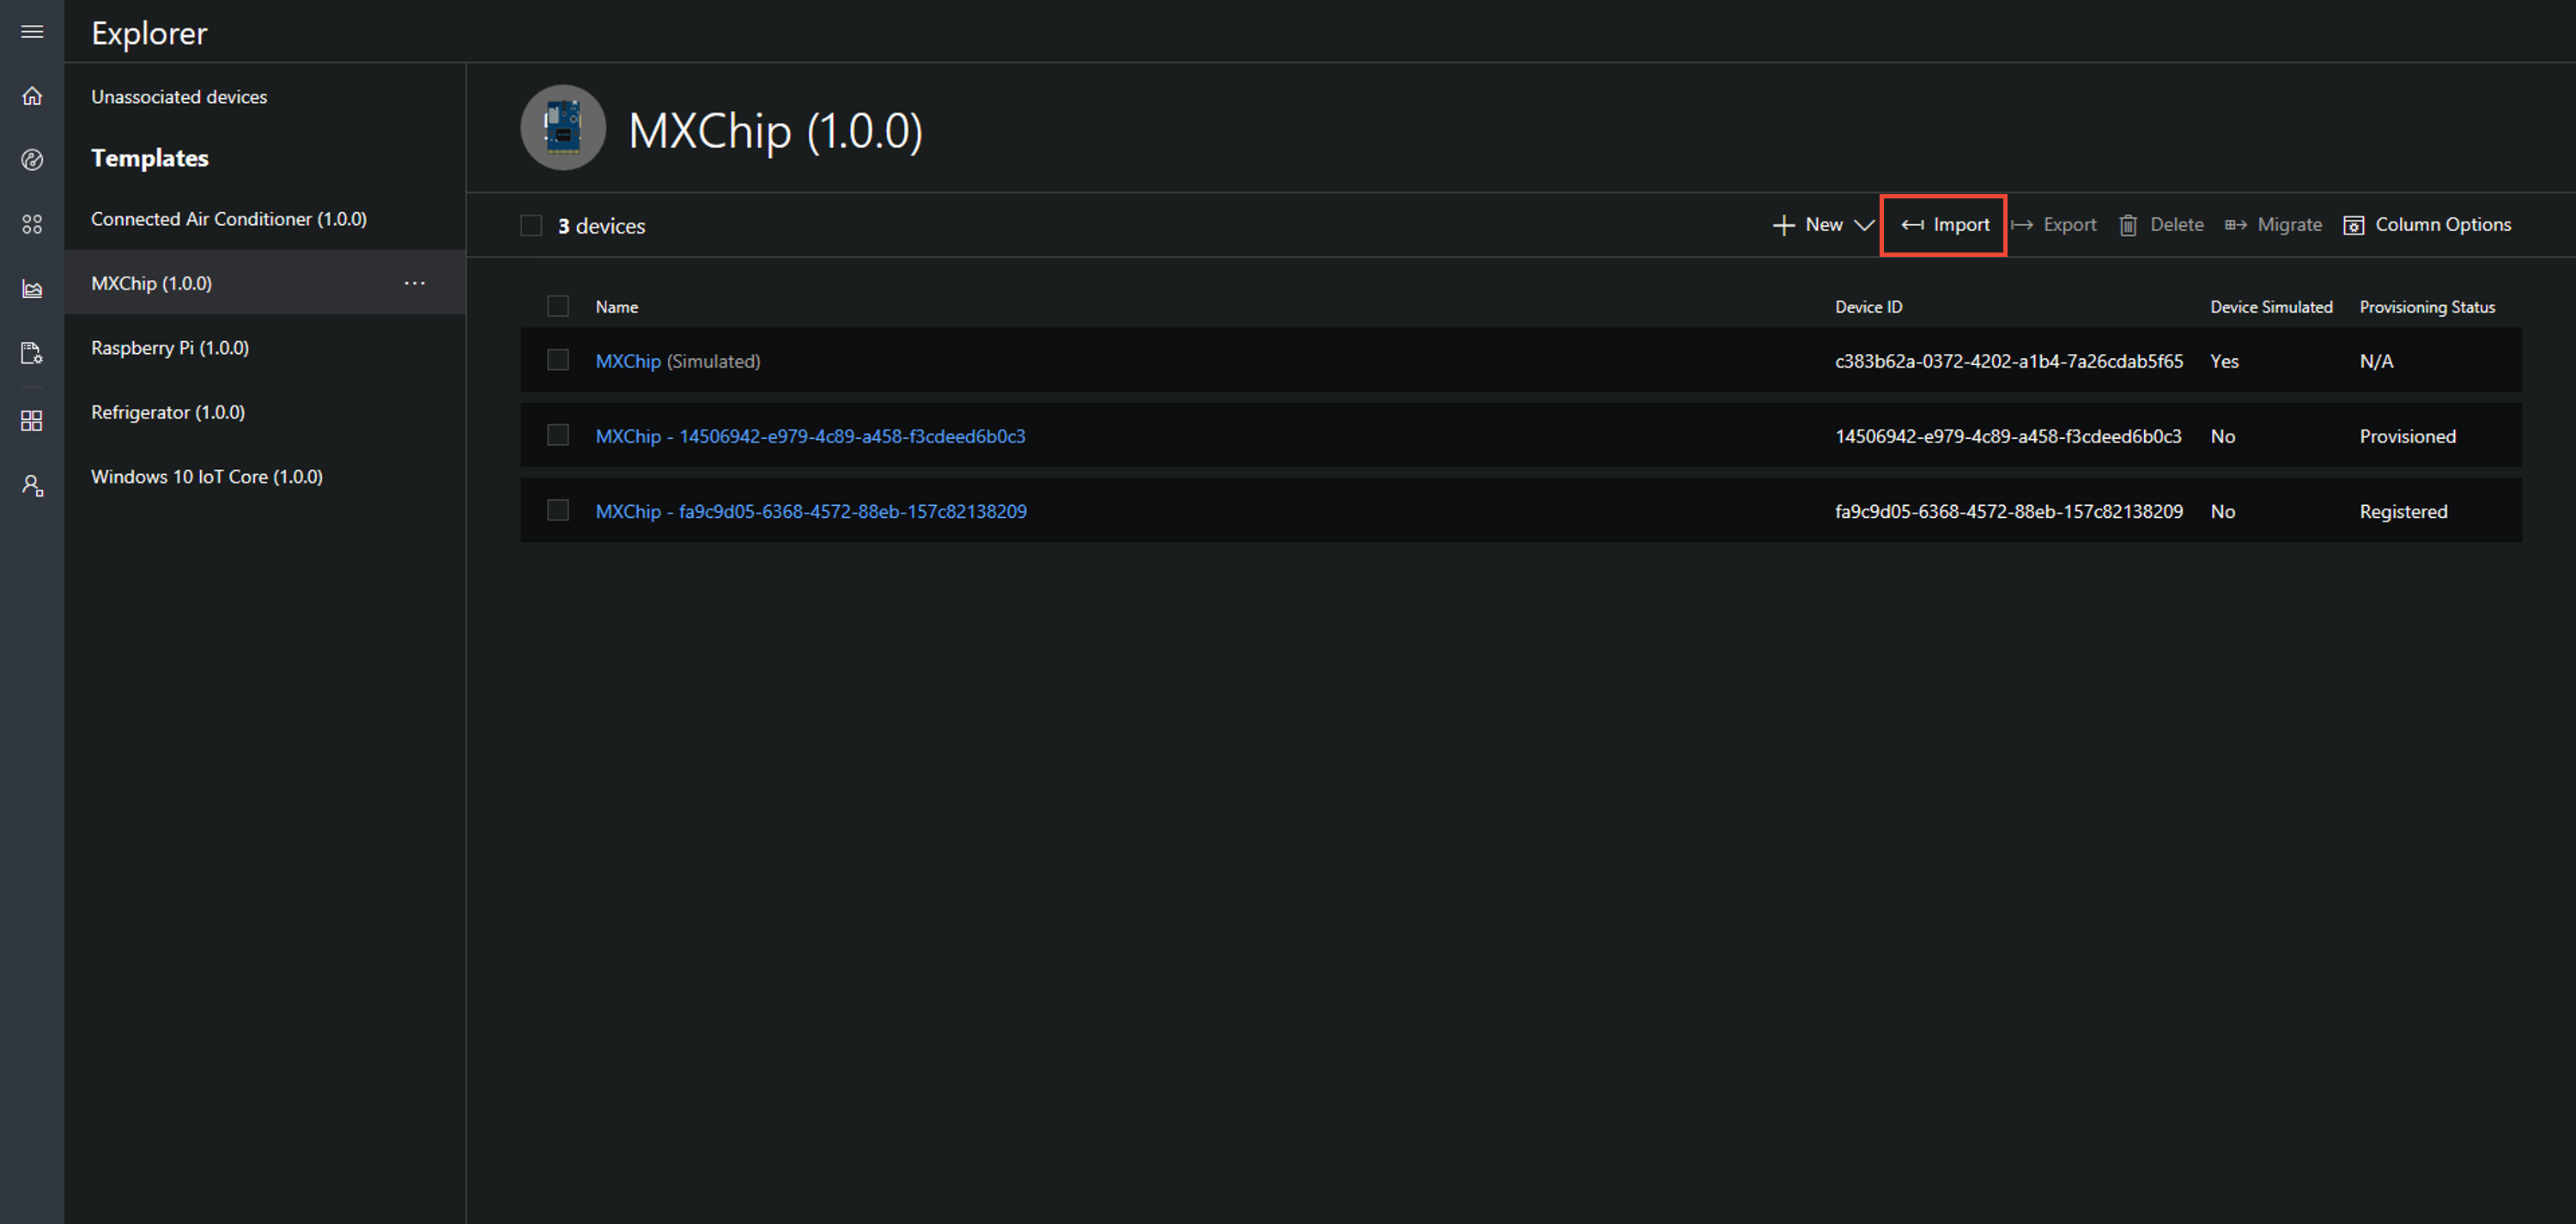 Explorer
Unassociated devices
Templates
Connected Air Conditioner (1.0.0)
MXChip (1.0.0)
Raspberry Pi (1.0.0)
Refrigerator (1.0.0)
Windows 10 IoT Core (1.0.0)
MXChip (1.0.0)
3 devices
New Import Export Delete Migrate Column Options
Name Device ID Device Simulated Provisioning Status
MXChip (Simulated) c383b62a-0372-4202-a1b4-7a26cdab5f65 Yes N/A
MXChip - 14506942-e979-4c89-a458-f3cdeed6b0c3 14506942-e979-4c89-a458-f3cdeed6b0c3 No Provisioned
MXChip - fa9c9d05-6368-4572-88eb-157c82138209 fa9c9d05-6368-4572-88eb-157c82138209 No Registered